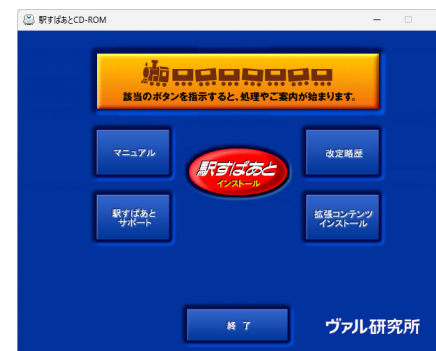 駅すぱあとCD-ROM
該当のボタンを指示すると、処理やご案内が始まります。
マニュアル
改定略歴
駅すぱあと
インストール
駅すぱあと
サポート
拡張コンテンツ
インストール
終 了
ヴァル研究所